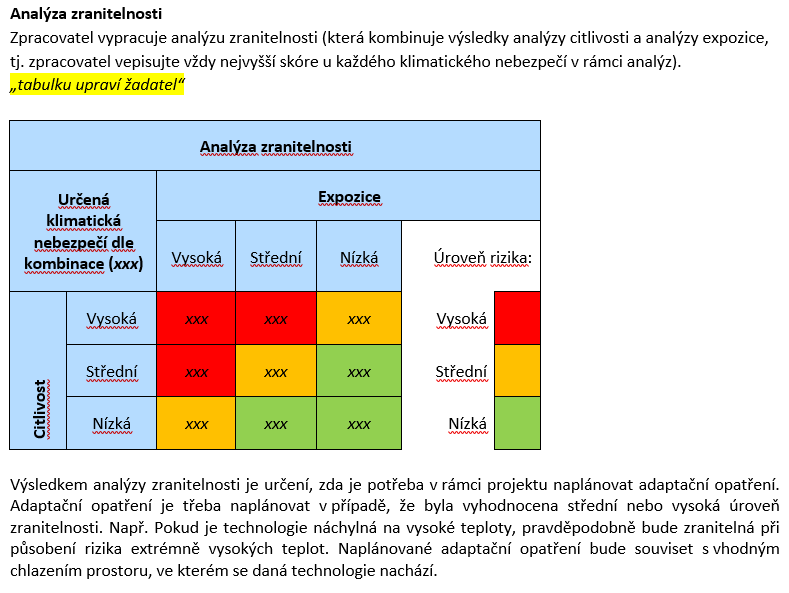 Analýza zranitelnosti
Zpracovatel vypracuje analýzu zranitelnosti (která kombinuje výsledky analýzy citlivosti a analýzy expozice,
tj. zpracovatel vepisujte vždy nejvyšší skóre u každého klimatického nebezpečí v rámci analýz).
„tabulku upraví žadatel“
Analýza zranitelnosti
Určená
klimatická
nebezpečí dle
kombinace (xxx)
Expozice
Vysoká Střední Nízká Úroveň rizika:
Citlivost
Vysoká xxx xxx xxx Vysoká
Střední xxx xxx xxx Střední
Nízká xxx xxx xxx Nízká
Výsledkem analýzy zranitelnosti je určení, zda je potřeba v rámci projektu naplánovat adaptační opatření.
Adaptační opatření je třeba naplánovat v případě, že byla vyhodnocena střední nebo vysoká úroveň
zranitelnosti. Např. Pokud je technologie náchylná na vysoké teploty, pravděpodobně bude zranitelná při
působení rizika extrémně vysokých teplot. Naplánované adaptační opatření bude souviset s vhodným
chlazením prostoru, ve kterém se daná technologie nachází.